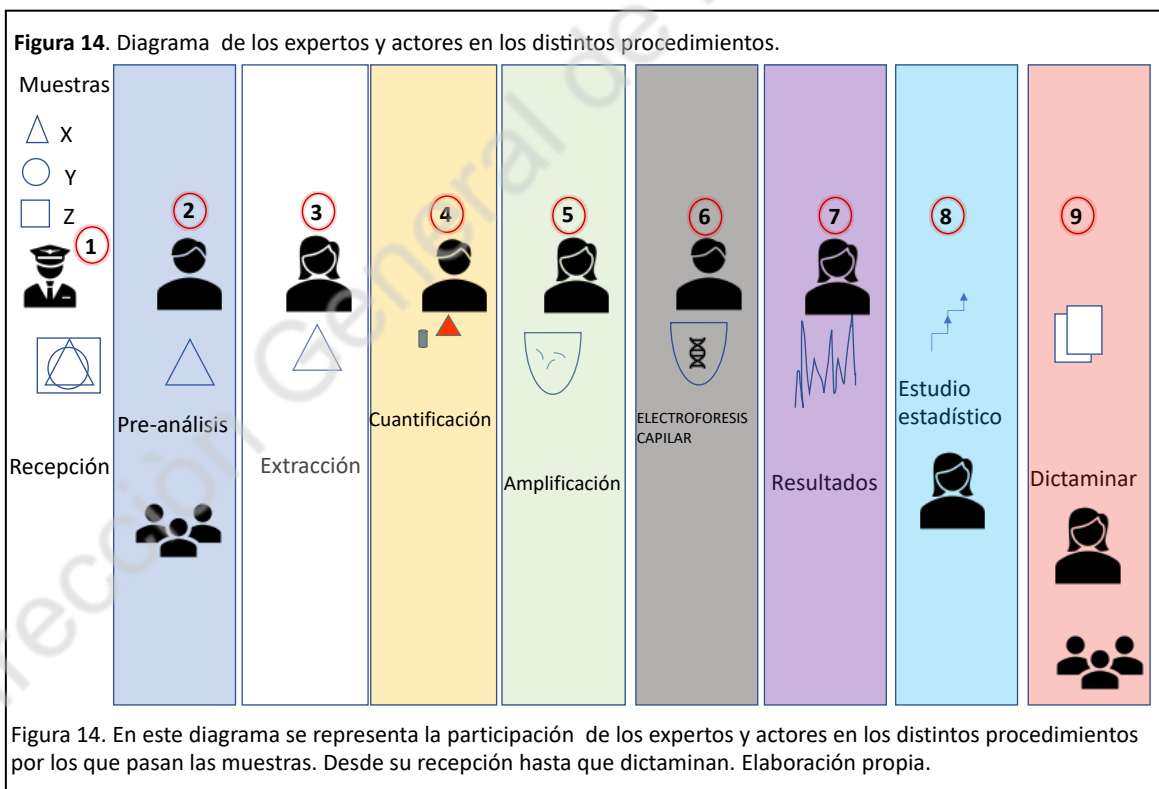 Figura 14. Diagrama de los expertos y actores en los distintos procedimientos.
Muestras
X
Y
Z
1
Recepción
2
Pre-análisis
3
Extracción
4
Cuantificación
5
Amplificación
6
ELECTROFORESIS
CAPILAR
7
Resultados
8
Estudio
estadístico
9
Dictaminar
Figura 14. En este diagrama se representa la participación de los expertos y actores en los distintos procedimientos
por los que pasan las muestras. Desde su recepción hasta que dictaminan. Elaboración propia.
rección General de